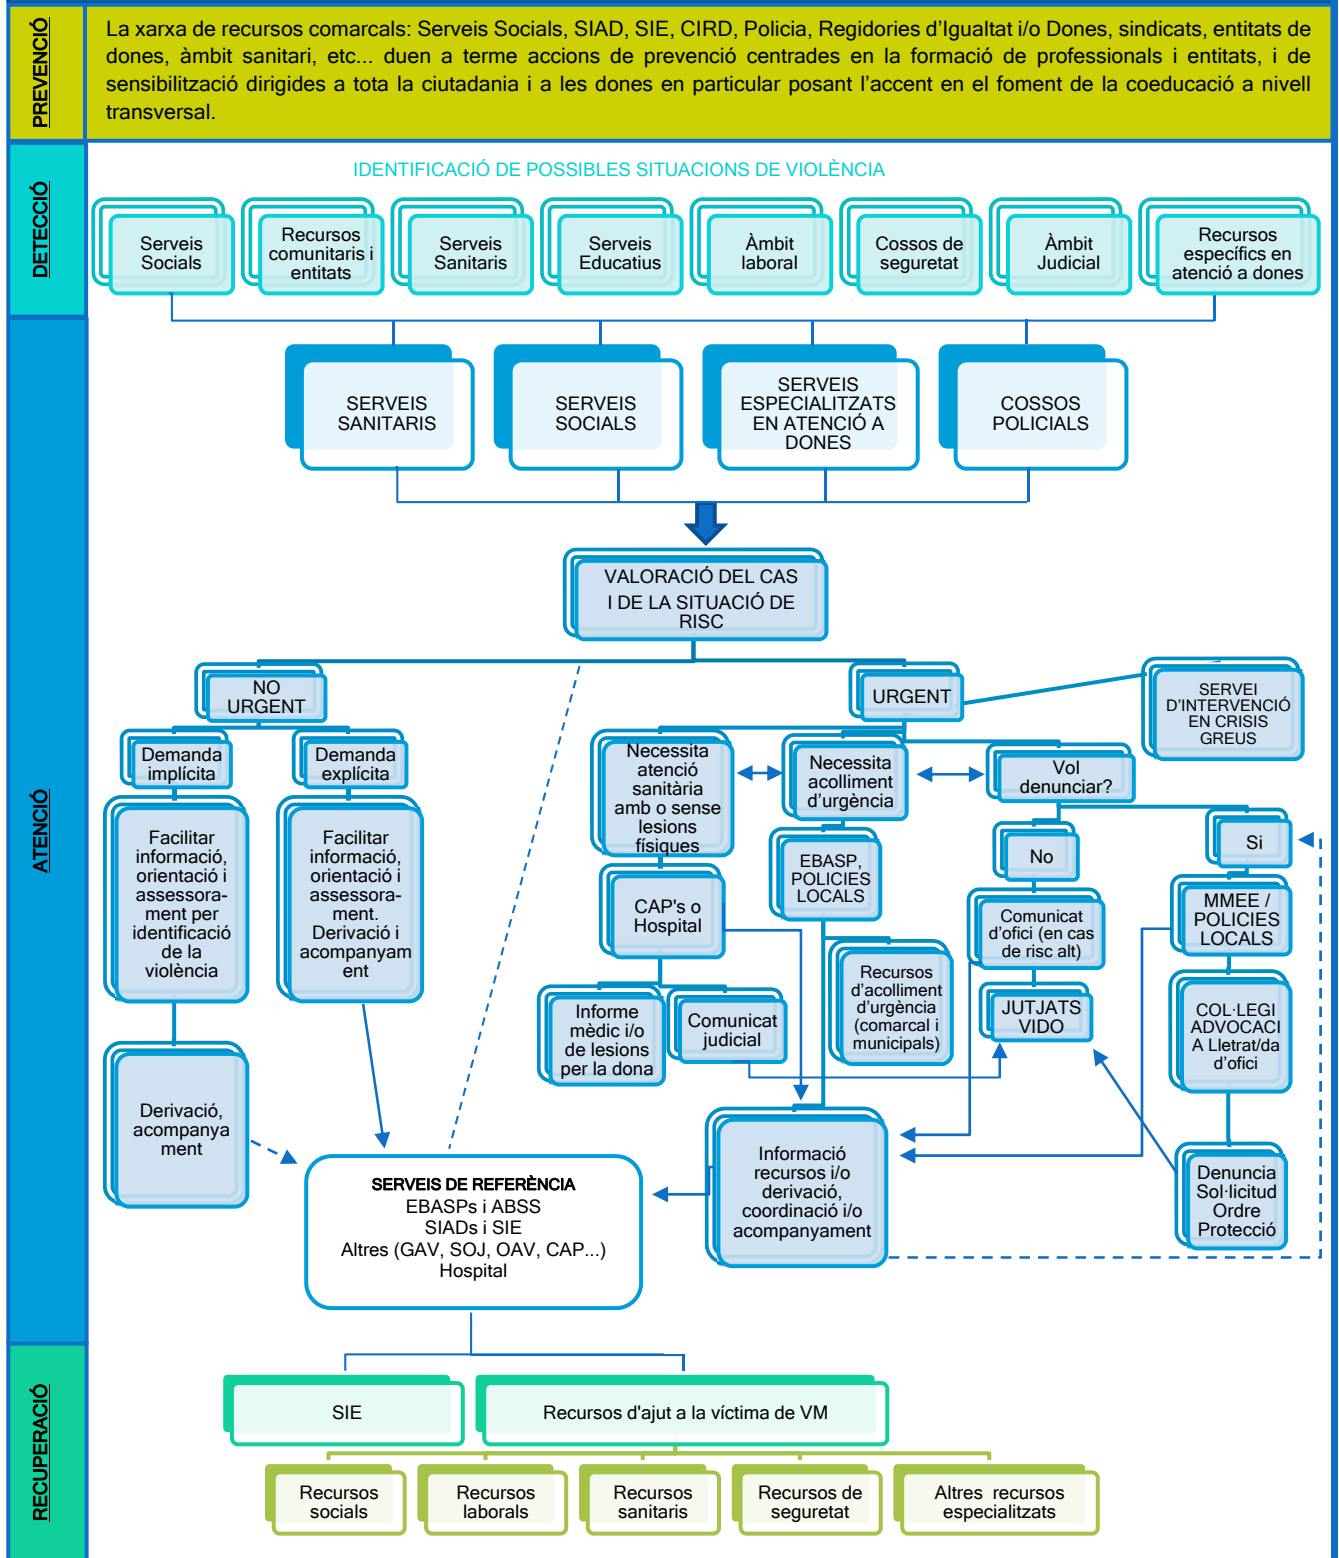 PREVENCIÓ
La xarxa de recursos comarcals: Serveis Socials, SIAD, SIE, CIRD, Policia, Regidories d’Igualtat i/o Dones, sindicats, entitats de
dones, àmbit sanitari, etc... duen a terme accions de prevenció centrades en la formació de professionals i entitats, i de
sensibilització dirigides a tota la ciutadania i a les dones en particular posant l’accent en el foment de la coeducació a nivell
transversal.
DETECCIÓ
IDENTIFICACIÓ DE POSSIBLES SITUACIONS DE VIOLÈNCIA
Serveis
Socials
Recursos
comunitaris i
entitats
Serveis
Sanitaris
Serveis
Educatius
Àmbit
laboral
Cossos de
seguretat
Àmbit
Judicial
Recursos
específics en
atenció a dones
ATENCIÓ
SERVEIS
SANITARIS
SERVEIS
SOCIALS
SERVEIS
ESPECIALITZATS
EN ATENCIÓ A
DONES
COSSOS
POLICIALS
VALORACIÓ DEL CAS
I DE LA SITUACIÓ DE
RISC
NO
URGENT
URGENT
SERVEI
D’INTERVENCIÓ
EN CRISIS
GREUS
Demanda
implícita
Demanda
explícita
Necessita
atenció
sanitària
amb o sense
lesions
físiques
Necessita
acolliment
d’urgència
Vol
denunciar?
Facilitar
informació,
orientació i
assessora-
ment per
identificació
de la
violència
Facilitar
informació,
orientació i
assessora-
ment.
Derivació i
acompanyam
ent
CAP's o
Hospital
EBASP,
POLICIES
LOCALS
No
Si
Comunicat
d’ofici (en cas
de risc alt)
MMEE /
POLICIES
LOCALS
Informe
mèdic i/o
de lesions
per la dona
Comunicat
judicial
Recursos
d’acolliment
d’urgència
(comarcal i
municipals)
JUTJATS
VIDO
COL·LEGI
ADVOCACI
A Lletrat/da
d’ofici
Derivació,
acompanya
ment
SERVEIS DE REFERÈNCIA
EBASPs i ABSS
SIADs i SIE
Altres (GAV, SOJ, OAV, CAP...)
Hospital
Informació
recursos i/o
derivació,
coordinació i/o
acompanyament
Denuncia
Sol·licitud
Ordre
Protecció
RECUPERACIÓ
SIE
Recursos d'ajut a la víctima de VM
Recursos
socials
Recursos
laborals
Recursos
sanitaris
Recursos de
seguretat
Altres recursos
especialitzats